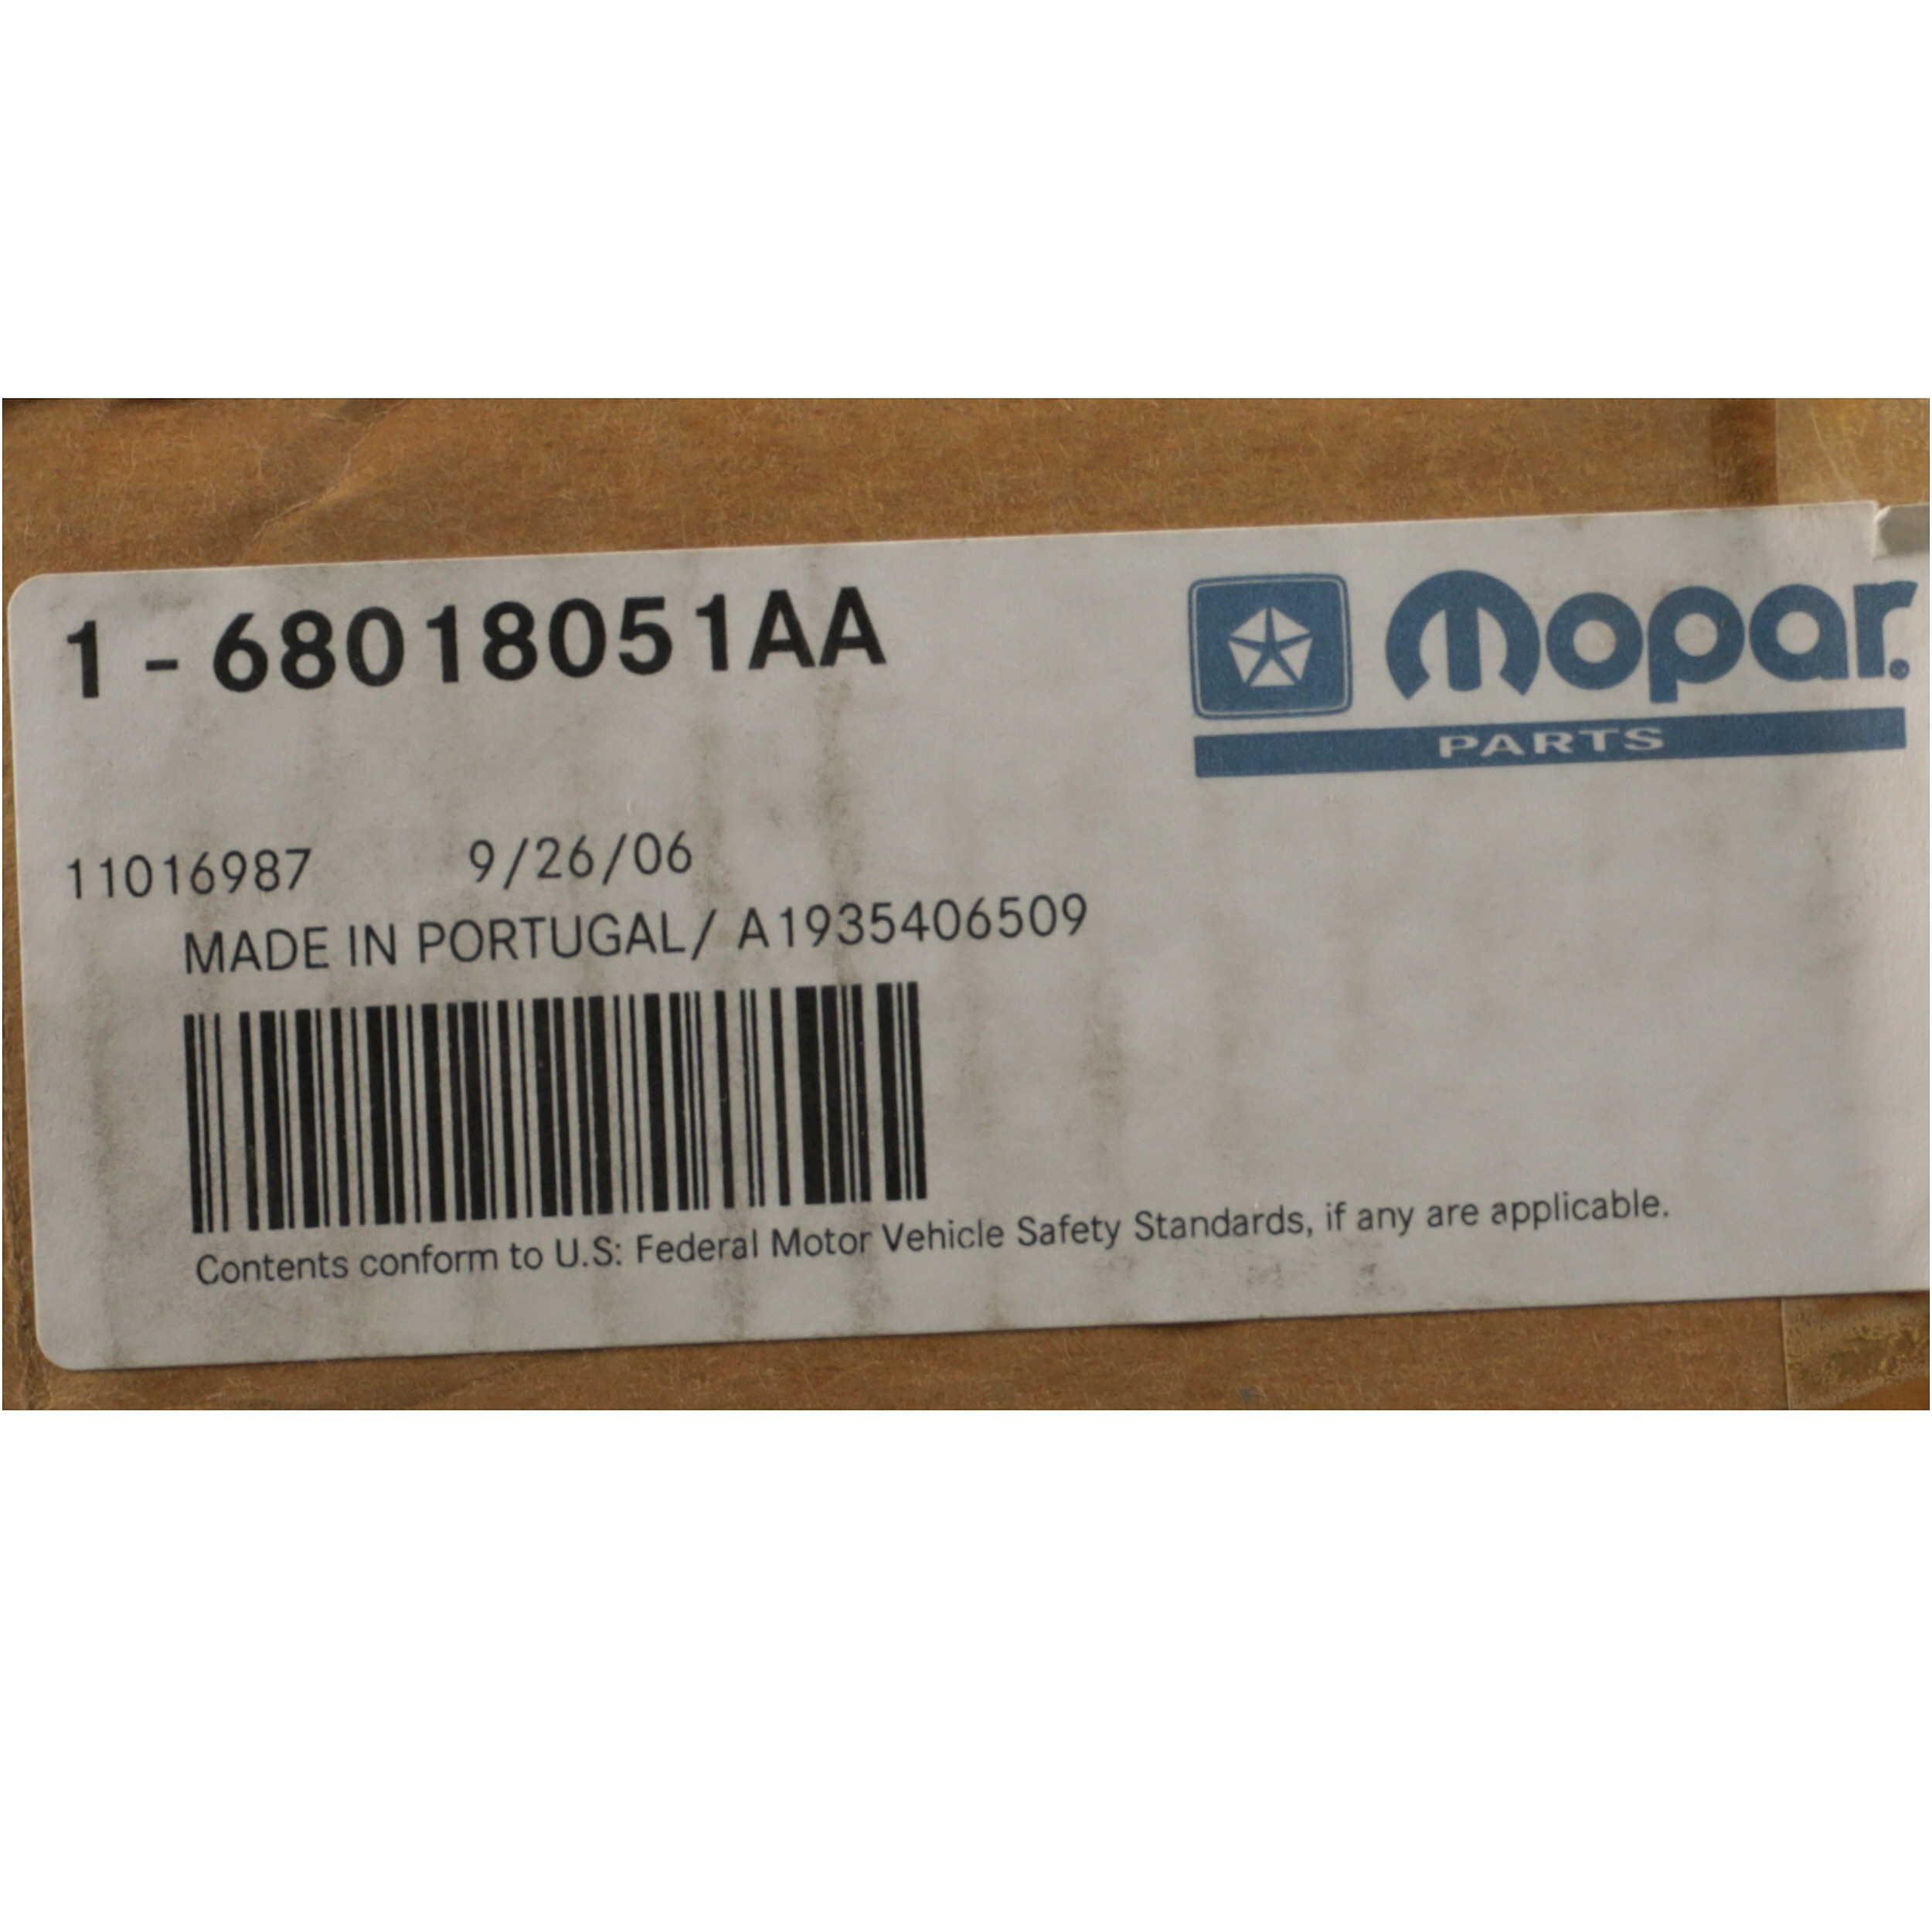 1 - 68018051AA
Mopar.
PARTS
11016987 9/26/06
MADE IN PORTUGAL/ A1935406509
Contents conform to U.S: Federal Motor Vehicle Safety Standards, if any are applicable.